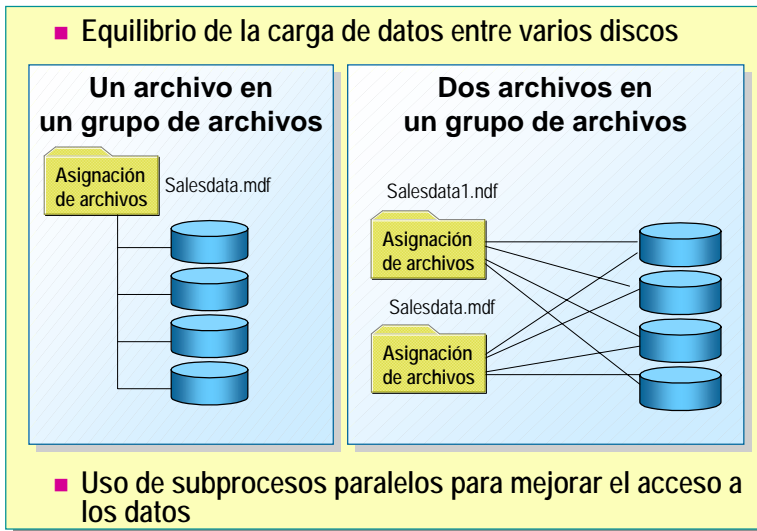 Equilibrio de la carga de datos entre varios discos
Un archivo en
un grupo de archivos
Asignación
de archivos
Salesdata.mdf
Dos archivos en
un grupo de archivos
Salesdata1.ndf
Asignación
de archivos
Salesdata.mdf
Asignación
de archivos
Uso de subprocesos paralelos para mejorar el acceso a
los datos